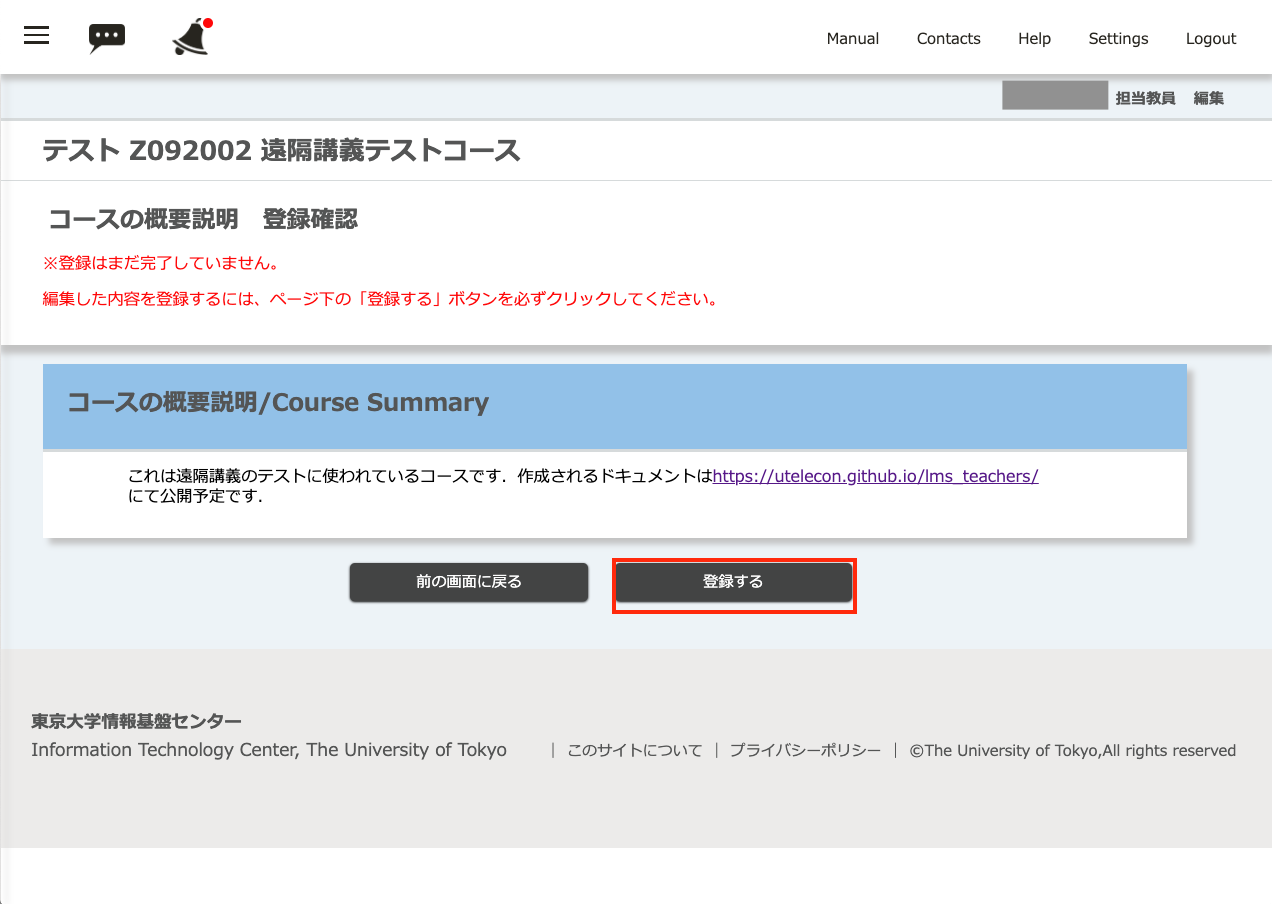 Manual Contacts Help Settings Logout
担当教員 編集
テスト Z092002 遠隔講義テストコース
コースの概要説明 登録確認
※登録はまだ完了していません。
編集した内容を登録するには、ページ下の「登録する」ボタンを必ずクリックしてください。
コースの概要説明/Course Summary
これは遠隔講義のテストに使われているコースです．作成されるドキュメントはhttps://utelecon.github.io/lms_teachers/
にて公開予定です．
前の画面に戻る 登録する
東京大学情報基盤センター
Information Technology Center, The University of Tokyo ｜ このサイトについて ｜ プライバシーポリシー ｜ ©The University of Tokyo,All rights reserved